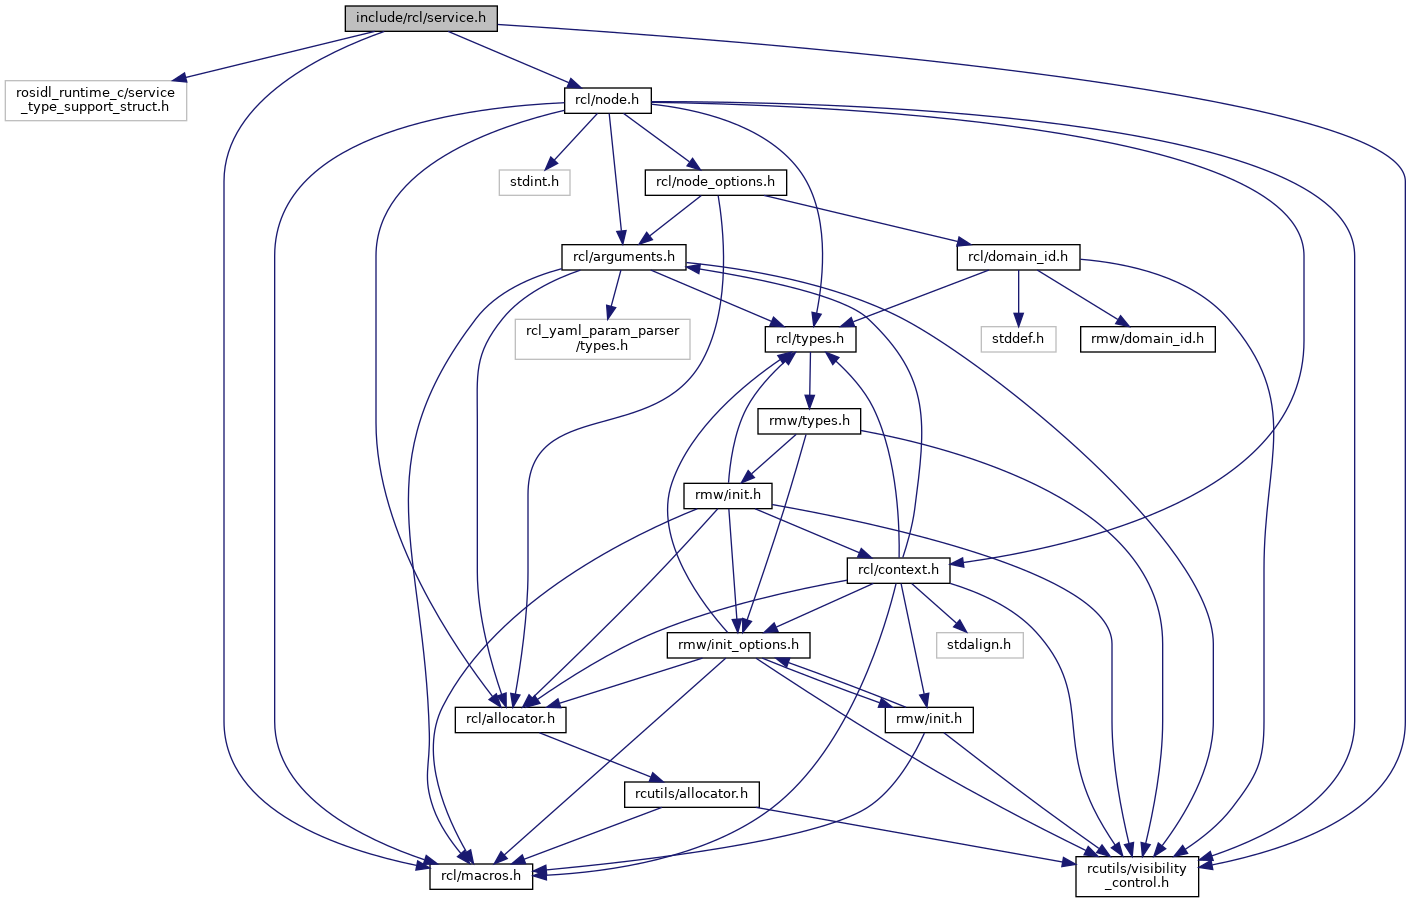 include/rcl/service.h
rosidl_runtime_c/service
_type_support_struct.h
rcl/node.h
stdint.h
rcl/node_options.h
rcl/arguments.h
rcl/domain_id.h
rcl_yaml_param_parser
/types.h
rcl/types.h
stddef.h
rmw/domain_id.h
rmw/types.h
rmw/init.h
rcl/context.h
rmw/init_options.h
stdalign.h
rcl/allocator.h
rmw/init.h
rcutils/allocator.h
rcl/macros.h
rcutils/visibility
_control.h